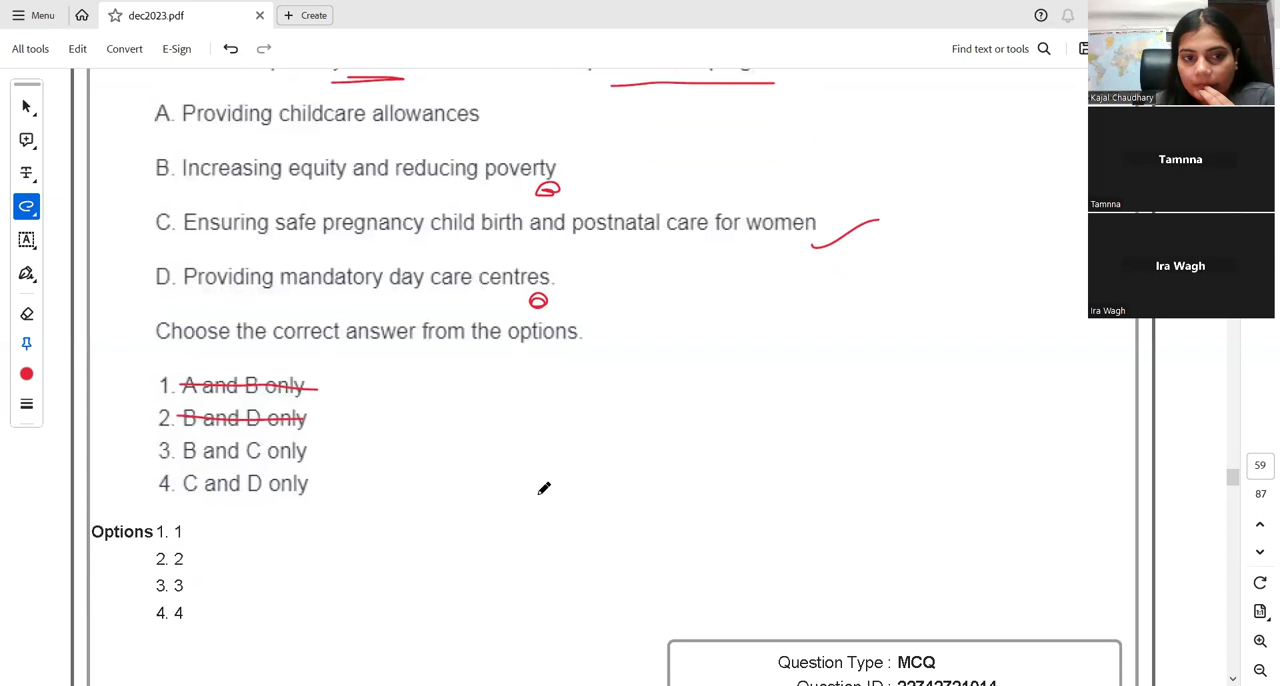 Menu
dec2023.pdf
Create
All tools
Edit
Convert
E-Sign
Find text or tools
Kajal Chaudhary
Tamnna
Tamnna
Ira Wagh
Ira Wagh
A. Providing childcare allowances
B. Increasing equity and reducing poverty
C. Ensuring safe pregnancy child birth and postnatal care for women
D. Providing mandatory day care centres.
Choose the correct answer from the options.
1. A and B only
2. B and D only
3. B and C only
4. C and D only
Options 1. 1
2. 2
3. 3
4. 4
59
87
Question Type : MCQ